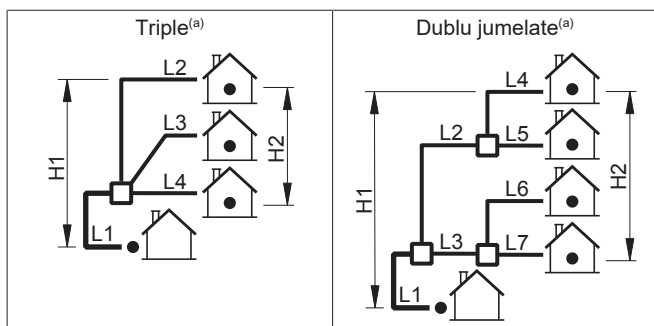 Triple(a)
L2
L3
L4
L1
H1
H2
Dublu jumelate(a)
L4
L2
L5
L6
L3
L7
L1
H1
H2